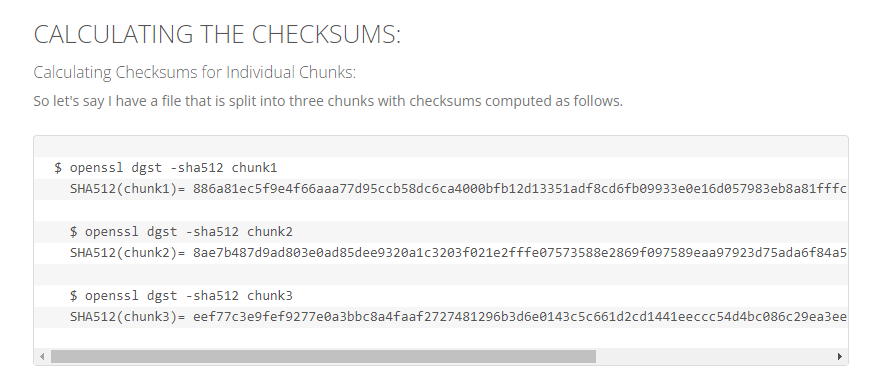 CALCULATING THE CHECKSUMS:
Calculating Checksums for Individual Chunks:
So let's say I have a file that is split into three chunks with checksums computed as follows.
$ openssl dgst -sha512 chunk1
SHA512(chunk1)= 886a81ec5f9e4f66aaa77d95ccb58dc6ca4000bfb12d13351adf8cd6fb09933e0e16d057983eb8a81fffc
$ openssl dgst -sha512 chunk2
SHA512(chunk2)= 8ae7b487d9ad803e0ad85dee9320a1c3203f021e2fffe07573588e2869f097589eaa97923d75ada6f84a5
$ openssl dgst -sha512 chunk3
SHA512(chunk3)= eef77c3e9fef9277e0a3bbc8a4faaf2727481296b3d6e0143c5c661d2cd1441eeccc54d4bc086c29ea3ee